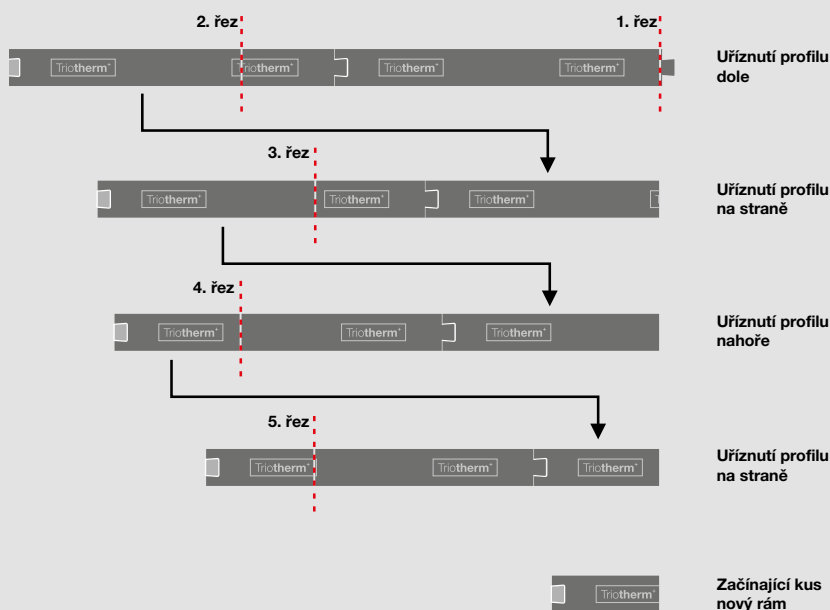 2. řez
1. řez
Triotherm+
Triotherm+
Triotherm+
Triotherm+
Uříznutí profilu
dole
3. řez
Triotherm+
Triotherm+
Triotherm+
T
Uříznutí profilu
na straně
4. řez
Triotherm+
Triotherm+
Triotherm+
Uříznutí profilu
nahoře
5. řez
Triotherm+
Triotherm+
Triotherm+
Uříznutí profilu
na straně
Triotherm
Začínající kus
nový rám